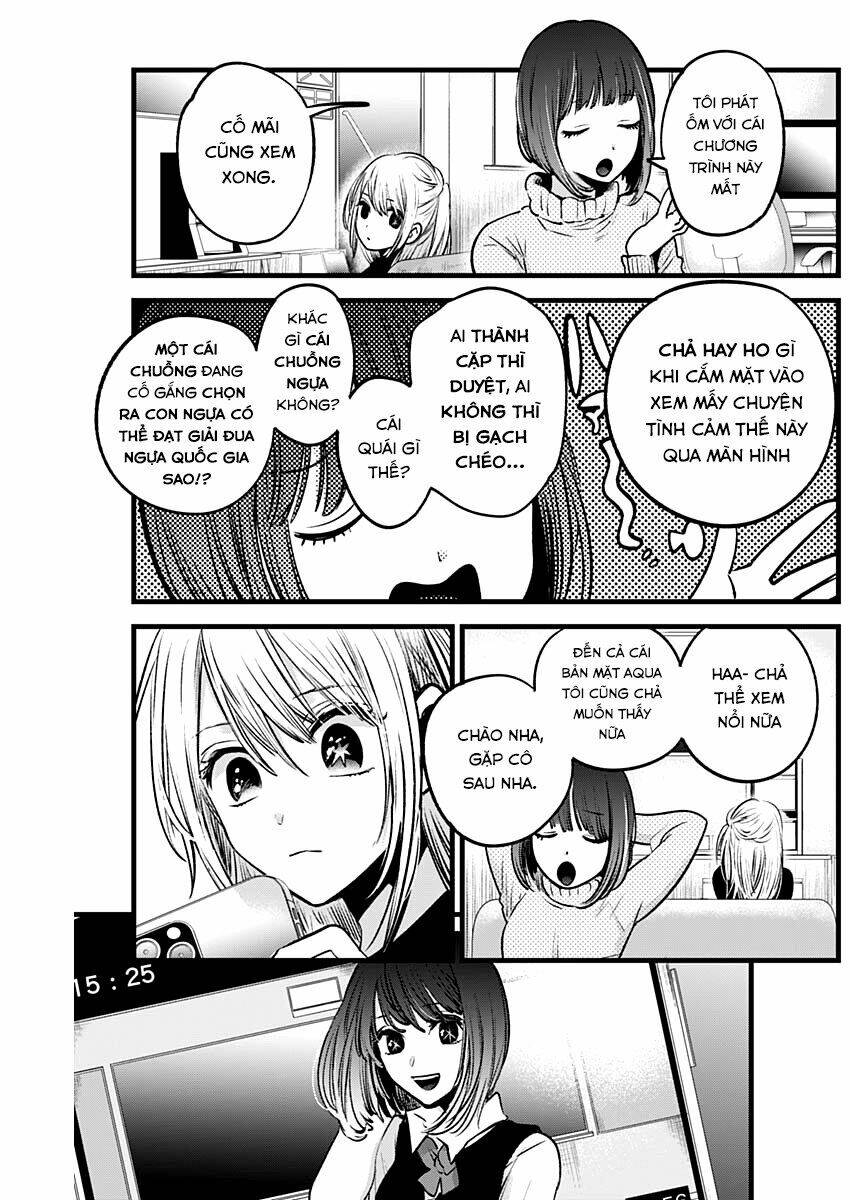 TÔI PHÁT
ỐM VỚI CÁI
CHƯƠNG
TRÌNH NÀY
MẤT
CỐ MÃI
CŨNG XEM
XONG.
CHẢ HAY HO GÌ
KHI CẮM MẶT VÀO
XEM MẤY CHUYỆN
TÌNH CẢM THẾ NÀY
QUA MÀN HÌNH
AI THÀNH
CẶP THÌ
DUYỆT, AI
KHÔNG THÌ
BỊ GẠCH
CHÉO...
CÁI
QUÁI GÌ
THẾ?
KHÁC
GÌ CÁI
CHUỒNG
NGỰA
KHÔNG?
MỘT CÁI
CHUỒNG ĐANG
CỐ GẮNG CHỌN
RA CON NGỰA CÓ
THỂ ĐẠT GIẢI ĐUA
NGỰA QUỐC GIA
SAO!?
HAA- CHẢ
THỂ XEM
NỔI NỮA
ĐẾN CẢ CÁI
BẢN MẶT AQUA
TÔI CŨNG CHẢ
MUỐN THẤY
NỮA
CHÀO NHA,
GẶP CÔ
SAU NHA.
15:25